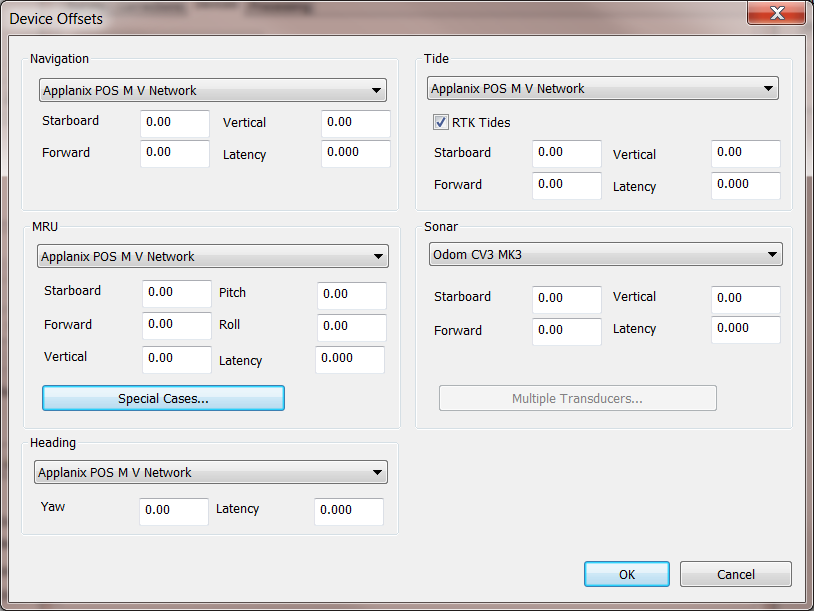 Device Offsets
Navigation
Applanix POS M V Network
Starboard 0.00 Vertical 0.00
Forward 0.00 Latency 0.000
Tide
Applanix POS M V Network
RTK Tides
Starboard 0.00 Vertical 0.00
Forward 0.00 Latency 0.000
MRU
Applanix POS M V Network
Starboard 0.00 Pitch 0.00
Forward 0.00 Roll 0.00
Vertical 0.00 Latency 0.000
Special Cases...
Sonar
Odom CV3 MK3
Starboard 0.00 Vertical 0.00
Forward 0.00 Latency 0.000
Multiple Transducers...
Heading
Applanix POS M V Network
Yaw 0.00 Latency 0.000
OK Cancel